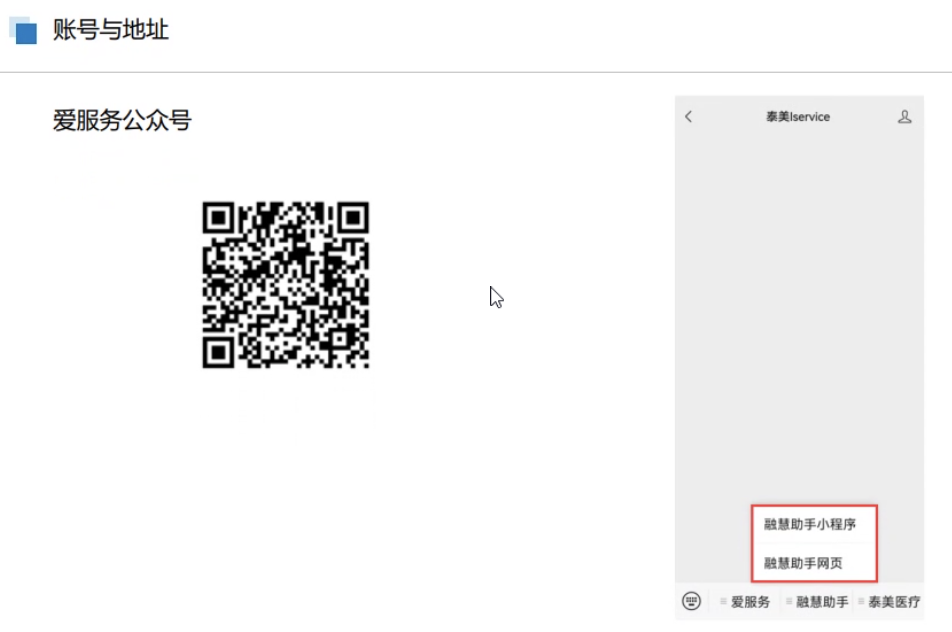 账号与地址
爱服务公众号
泰美Iservice
融慧助手小程序
融慧助手网页
爱服务
融慧助手
泰美医疗